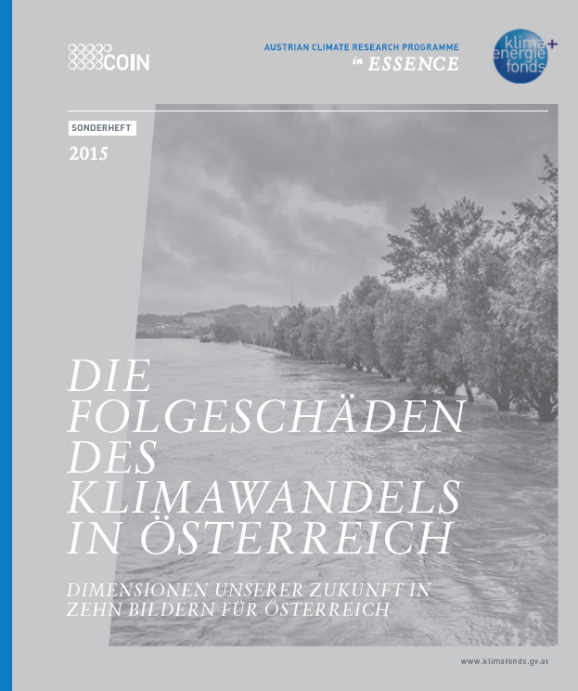 COIN
AUSTRIAN CLIMATE RESEARCH PROGRAMME
in ESSENCE
klima+
energie
fonds
SONDERHEFT
2015
DIE
FOLGESCHÄDEN
DES
KLIMAWANDELS
IN ÖSTERREICH
DIMENSIONEN UNSERER ZUKUNFT IN
ZEHN BILDERN FÜR ÖSTERREICH
www.klimafonds.gv.at